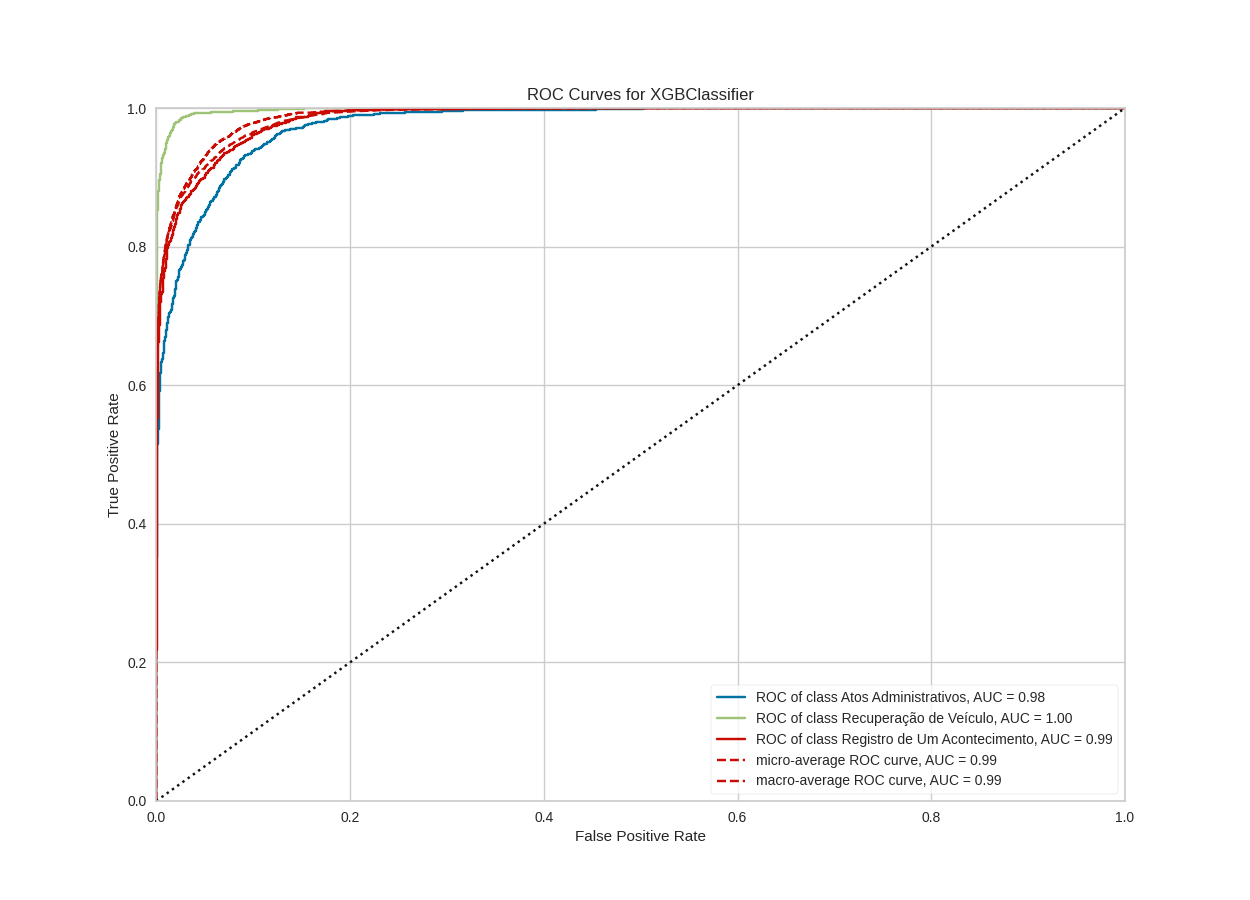 ROC Curves for XGBClassifier
1.0
0.8
0.6
0.4
0.2
0.0
True Positive Rate
0.0 0.2 0.4 0.6 0.8 1.0
False Positive Rate
ROC of class Atos Administrativos, AUC = 0.98
ROC of class Recuperação de Veículo, AUC = 1.00
ROC of class Registro de Um Acontecimento, AUC = 0.99
micro-average ROC curve, AUC = 0.99
macro-average ROC curve, AUC = 0.99